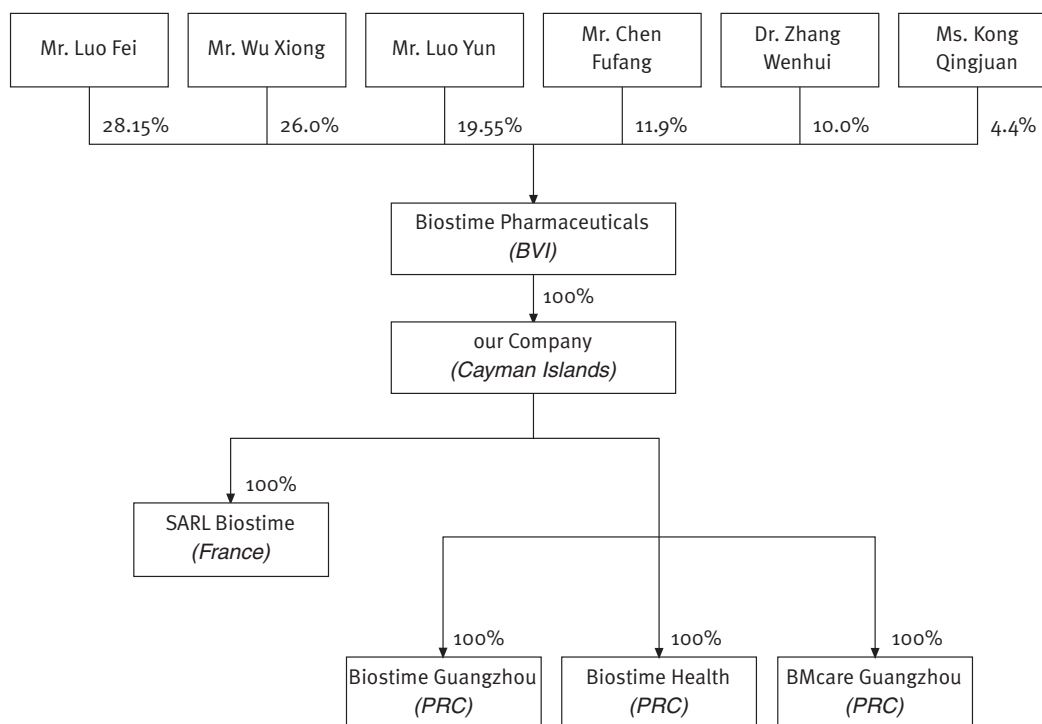 Mr. Luo Fei
Mr. Wu Xiong
Mr. Luo Yun
Mr. Chen
Fufang
Dr. Zhang
Wenhui
Ms. Kong
Qingjuan
28.15%
26.0%
19.55%
11.9%
10.0%
4.4%
Biostime Pharmaceuticals
(BVI)
100%
our Company
(Cayman Islands)
100%
SARL Biostime
(France)
100%
100%
100%
Biostime Guangzhou
(PRC)
Biostime Health
(PRC)
BMcare Guangzhou
(PRC)